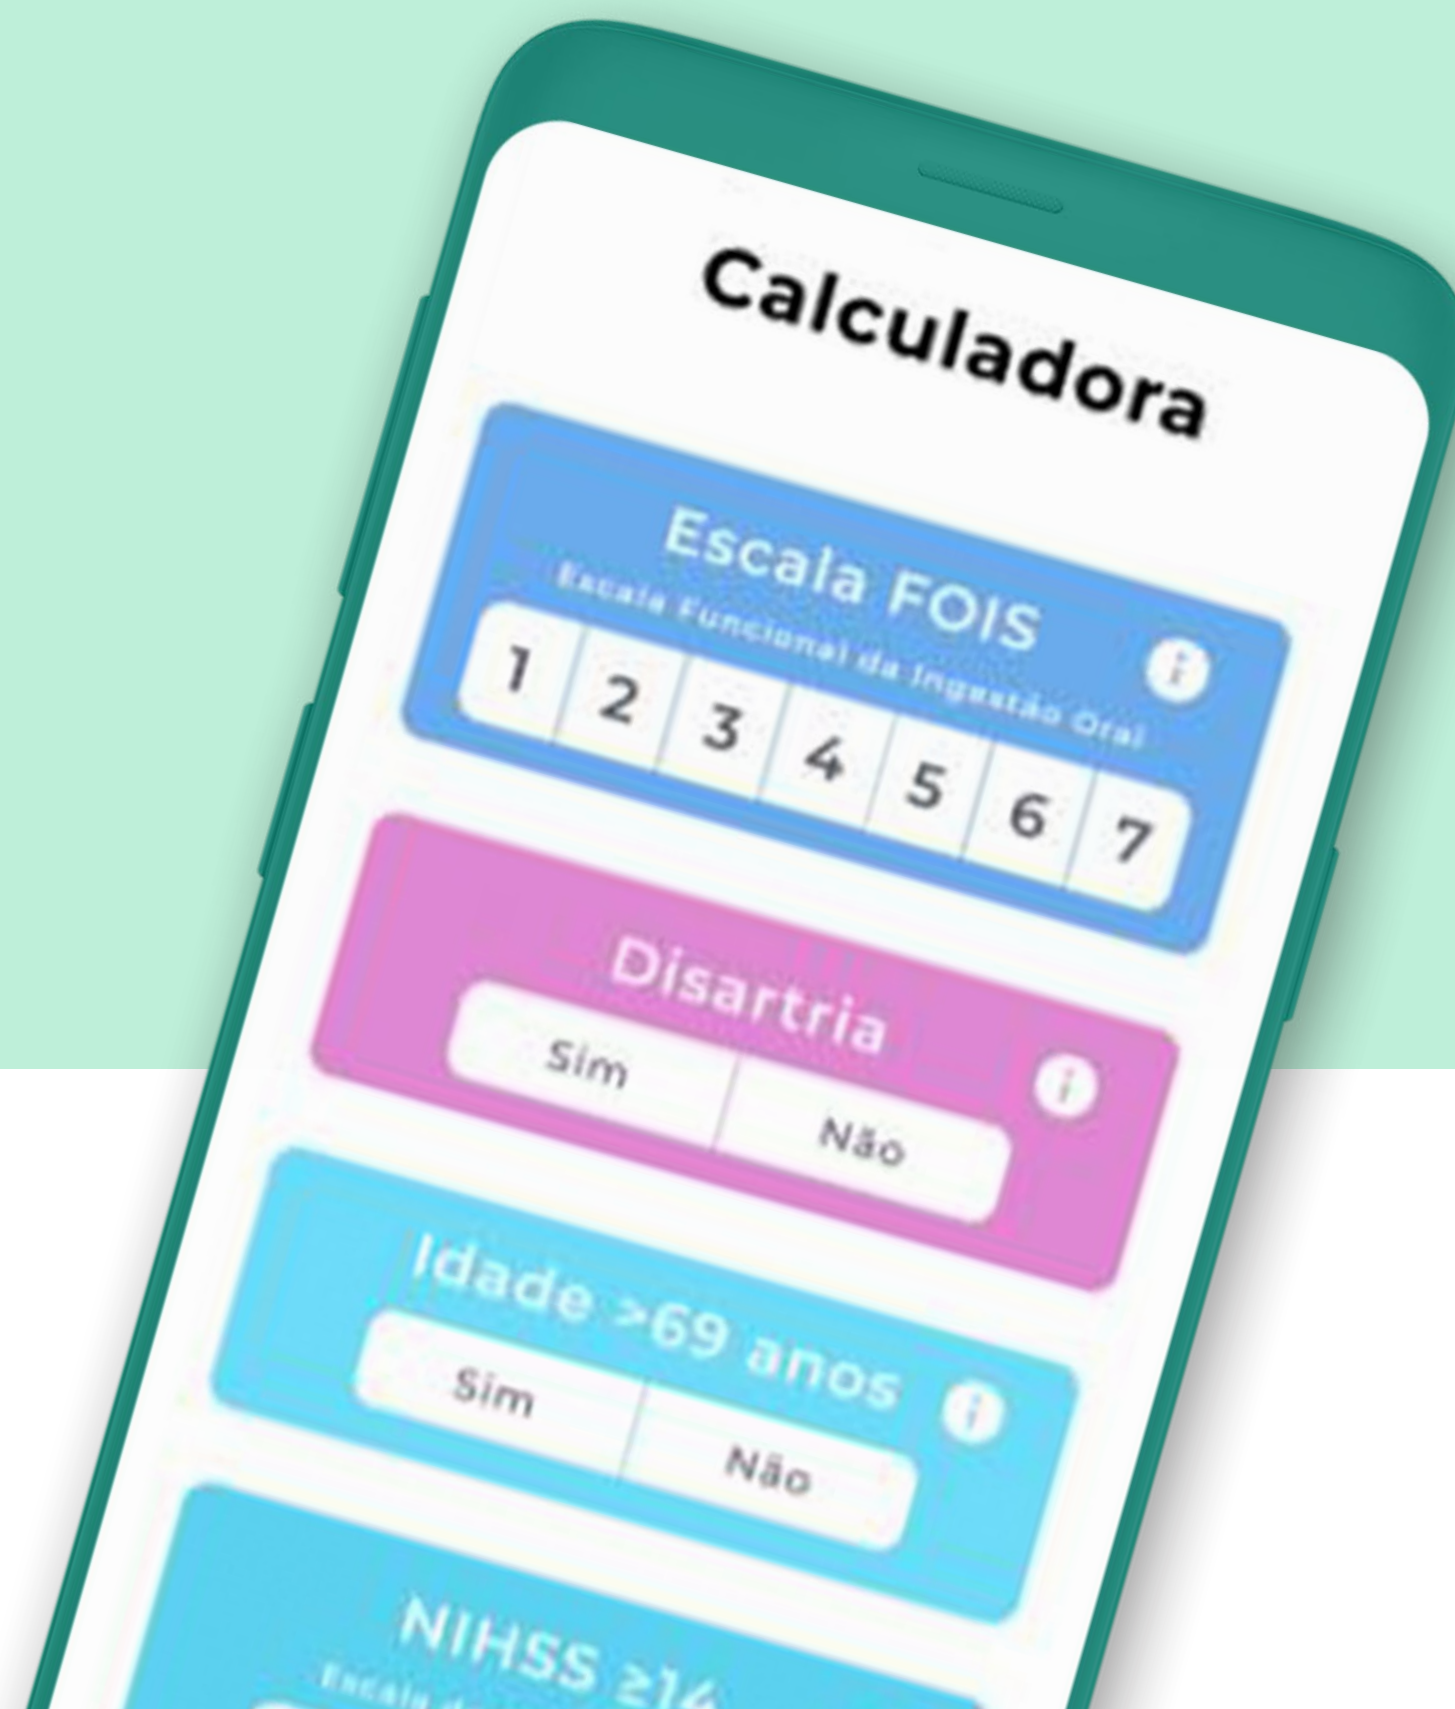 Calculadora
Escala FOIS
Escala Funcional da Ingestão Oral
1 2 3 4 5 6 7
Disartria
Sim Não
Idade >69 anos
Sim Não
NIHSS ≥14
Escala